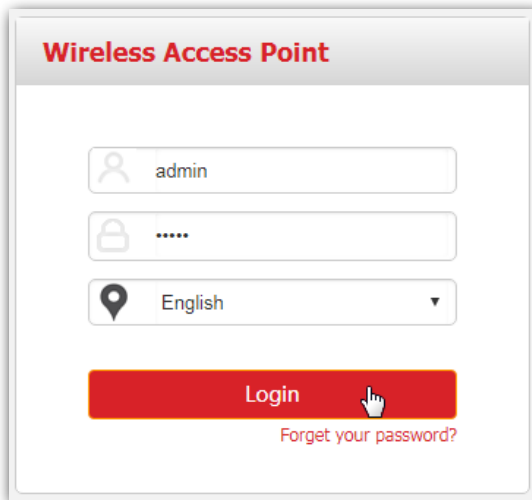 Wireless Access Point
admin
•••••
English
Login
Forget your password?